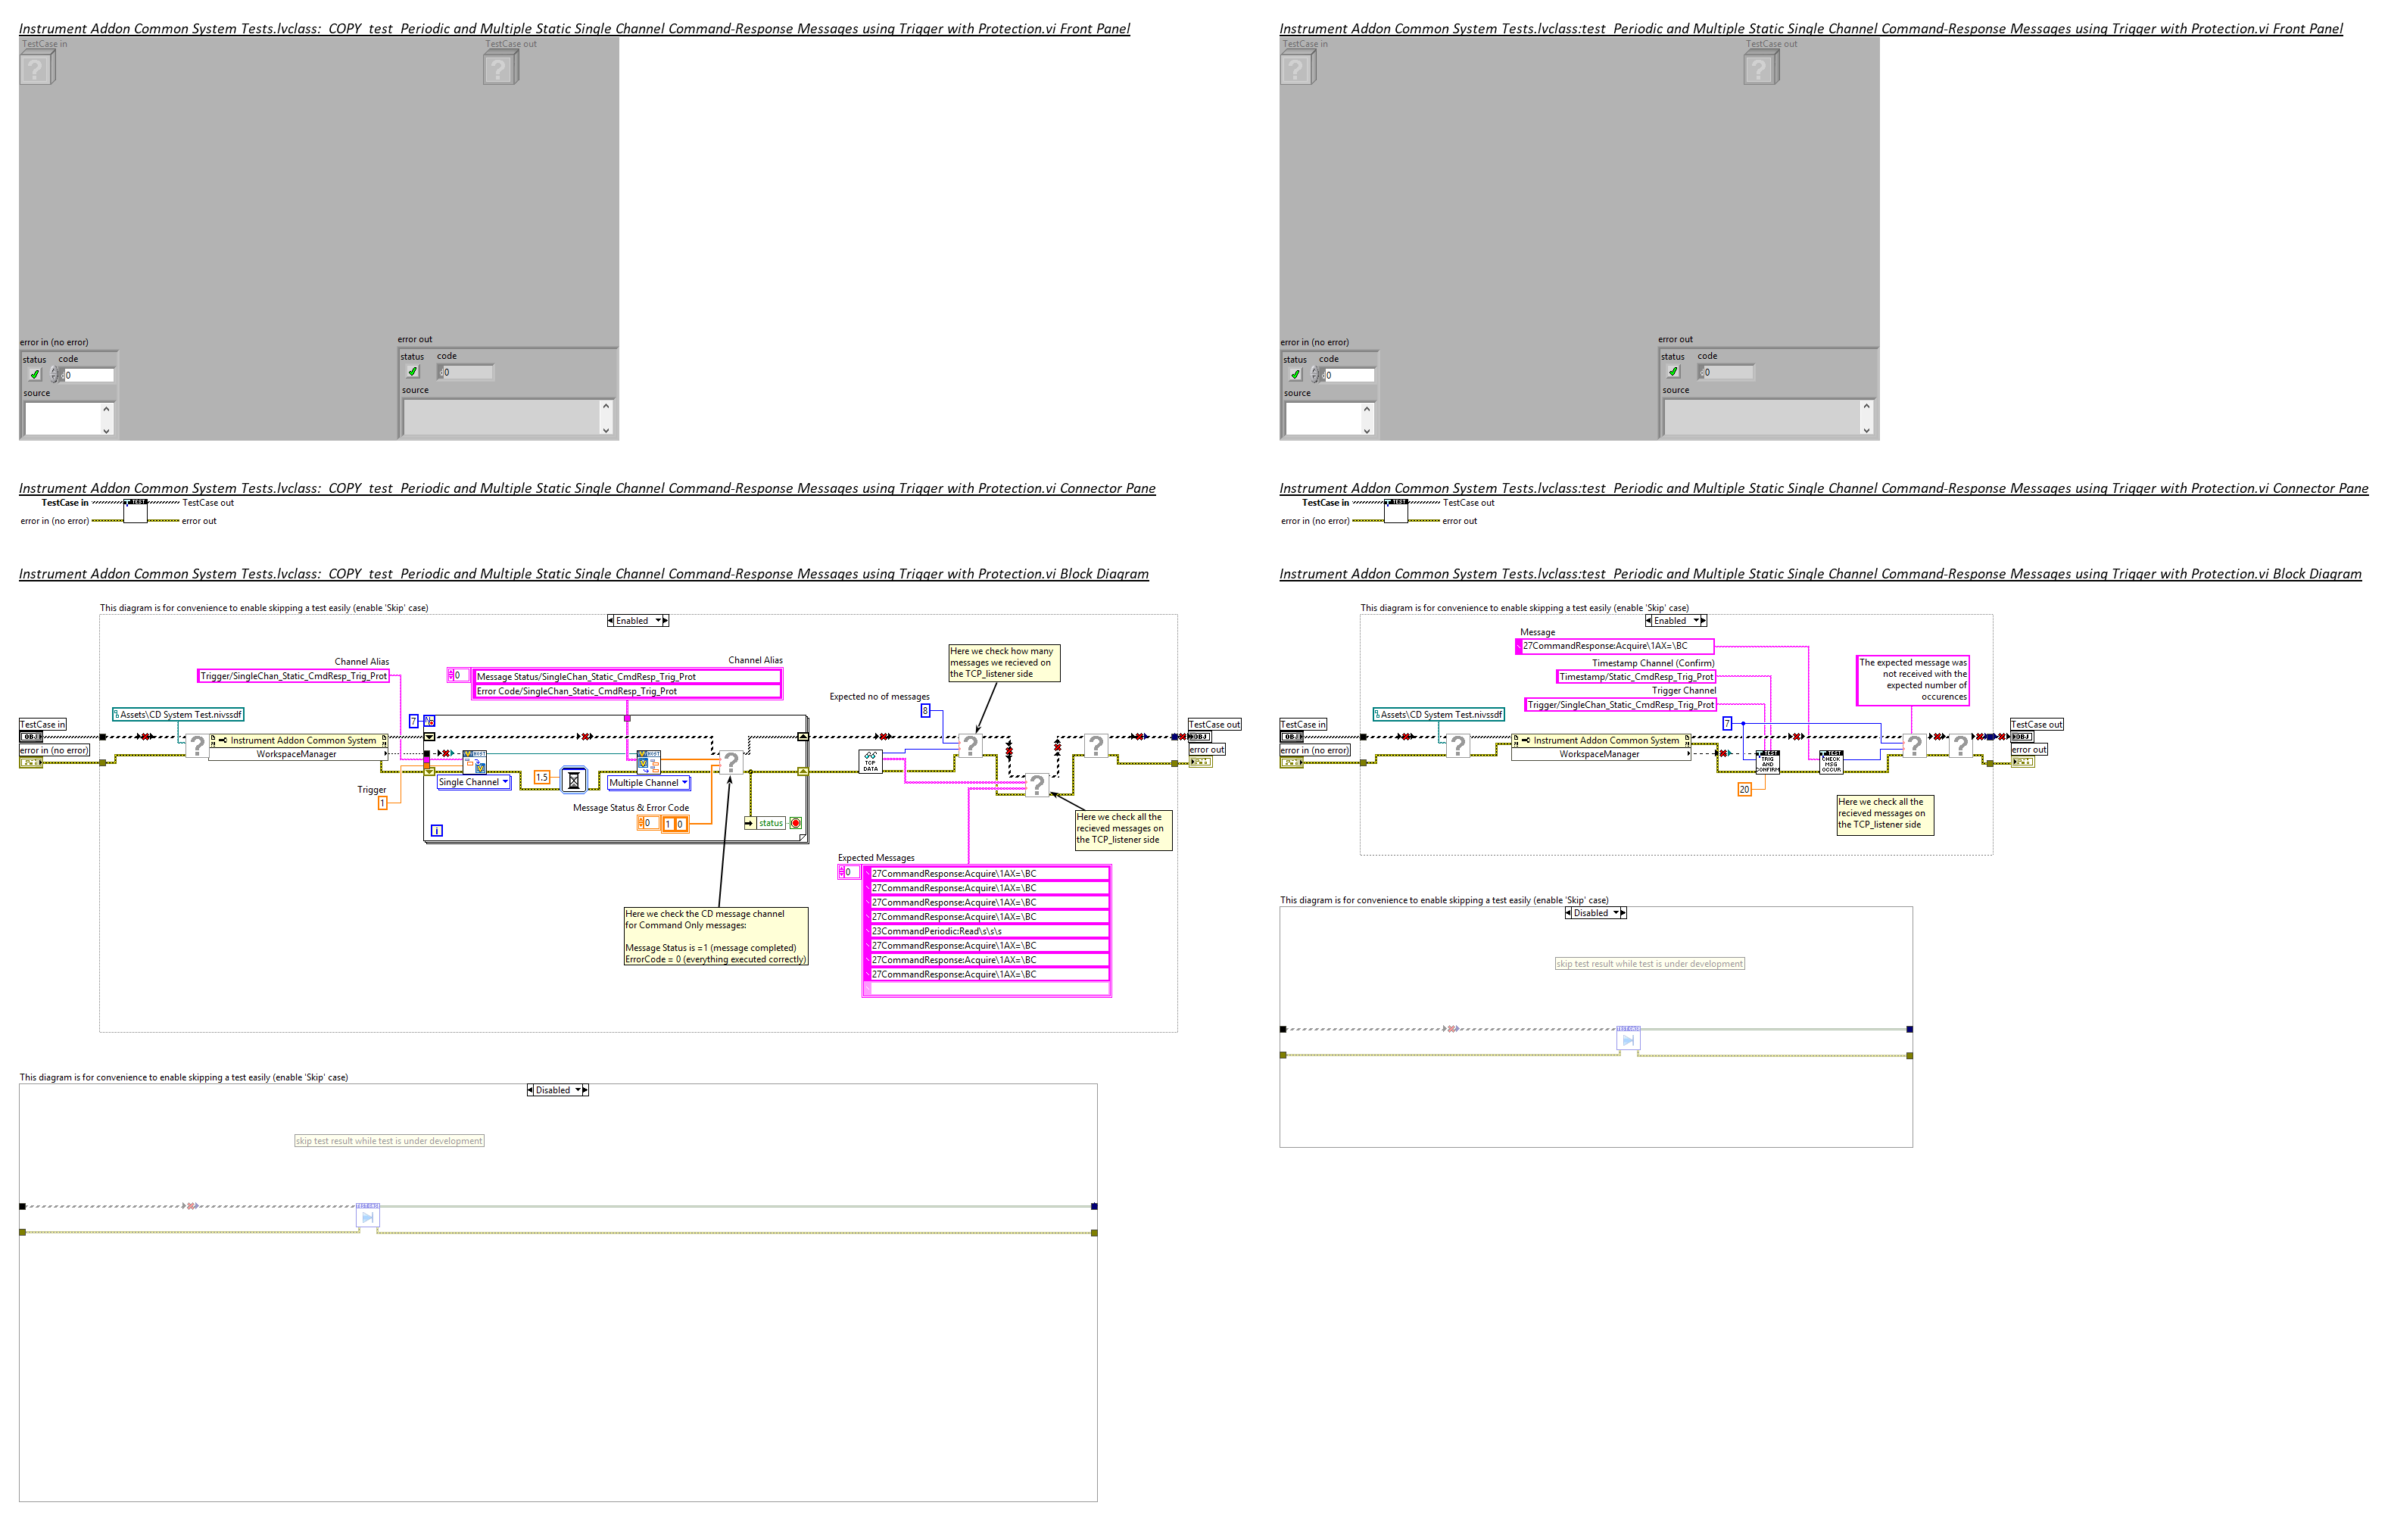 Instrument Addon Common System Tests.lvclass:_COPY_test_Periodic and Multiple Static Single Channel Command-Response Messages using Trigger with Protection.vi Front Panel
TestCase in
TestCase out
error in (no error)
status code
0
source
error out
status code
0
source
Instrument Addon Common System Tests.lvclass:_COPY_test_Periodic and Multiple Static Single Channel Command-Response Messages using Trigger with Protection.vi Connector Pane
TestCase in
TestCase out
TEST
error in (no error)
error out
Instrument Addon Common System Tests.lvclass:_COPY_test_Periodic and Multiple Static Single Channel Command-Response Messages using Trigger with Protection.vi Block Diagram
This diagram is for convenience to enable skipping a test easily (enable 'Skip' case)
Enabled
Channel Alias
Trigger/SingleChan_Static_CmdResp_Trig_Prot
Channel Alias
0
Message Status/SingleChan_Static_CmdResp_Trig_Prot
Error Code/SingleChan_Static_CmdResp_Trig_Prot
Here we check how many
messages we recieved on
the TCP_listener side
Expected no of messages
8
Assets\CD System Test.nivssdf
7
N
TestCase in
OBJ
error in (no error)
Instrument Addon Common System
WorkspaceManager
Single Channel
1.5
Multiple Channel
Trigger
1
Message Status & Error Code
0
1 0
status
i
TCP
DATA
TestCase out
OBJ
error out
Here we check all the
recieved messages on
the TCP_listener side
Expected Messages
0
27CommandResponse:Acquire\1AX=\BC
27CommandResponse:Acquire\1AX=\BC
27CommandResponse:Acquire\1AX=\BC
27CommandResponse:Acquire\1AX=\BC
23CommandPeriodic:Read\s\s\s
27CommandResponse:Acquire\1AX=\BC
27CommandResponse:Acquire\1AX=\BC
27CommandResponse:Acquire\1AX=\BC
Here we check the CD message channel
for Command Only messages:
Message Status is =1 (message completed)
ErrorCode = 0 (everything executed correctly)
This diagram is for convenience to enable skipping a test easily (enable 'Skip' case)
Disabled
skip test result while test is under development
Instrument Addon Common System Tests.lvclass:test_Periodic and Multiple Static Single Channel Command-Response Messages using Trigger with Protection.vi Front Panel
TestCase in
TestCase out
error in (no error)
status code
0
source
error out
status code
0
source
Instrument Addon Common System Tests.lvclass:test_Periodic and Multiple Static Single Channel Command-Response Messages using Trigger with Protection.vi Connector Pane
TestCase in
TestCase out
TEST
error in (no error)
error out
Instrument Addon Common System Tests.lvclass:test_Periodic and Multiple Static Single Channel Command-Response Messages using Trigger with Protection.vi Block Diagram
This diagram is for convenience to enable skipping a test easily (enable 'Skip' case)
Enabled
Message
27CommandResponse:Acquire\1AX=\BC
Timestamp Channel (Confirm)
Timestamp/Static_CmdResp_Trig_Prot
Trigger Channel
Trigger/SingleChan_Static_CmdResp_Trig_Prot
The expected message was
not received with the
expected number of
occurences
Assets\CD System Test.nivssdf
7
TestCase in
OBJ
error in (no error)
Instrument Addon Common System
WorkspaceManager
TEST
TRIG
AND
CONFIRM
TEST
CHECK
MSG
OCCUR
20
TestCase out
OBJ
error out
Here we check all the
recieved messages on
the TCP_listener side
This diagram is for convenience to enable skipping a test easily (enable 'Skip' case)
Disabled
skip test result while test is under development